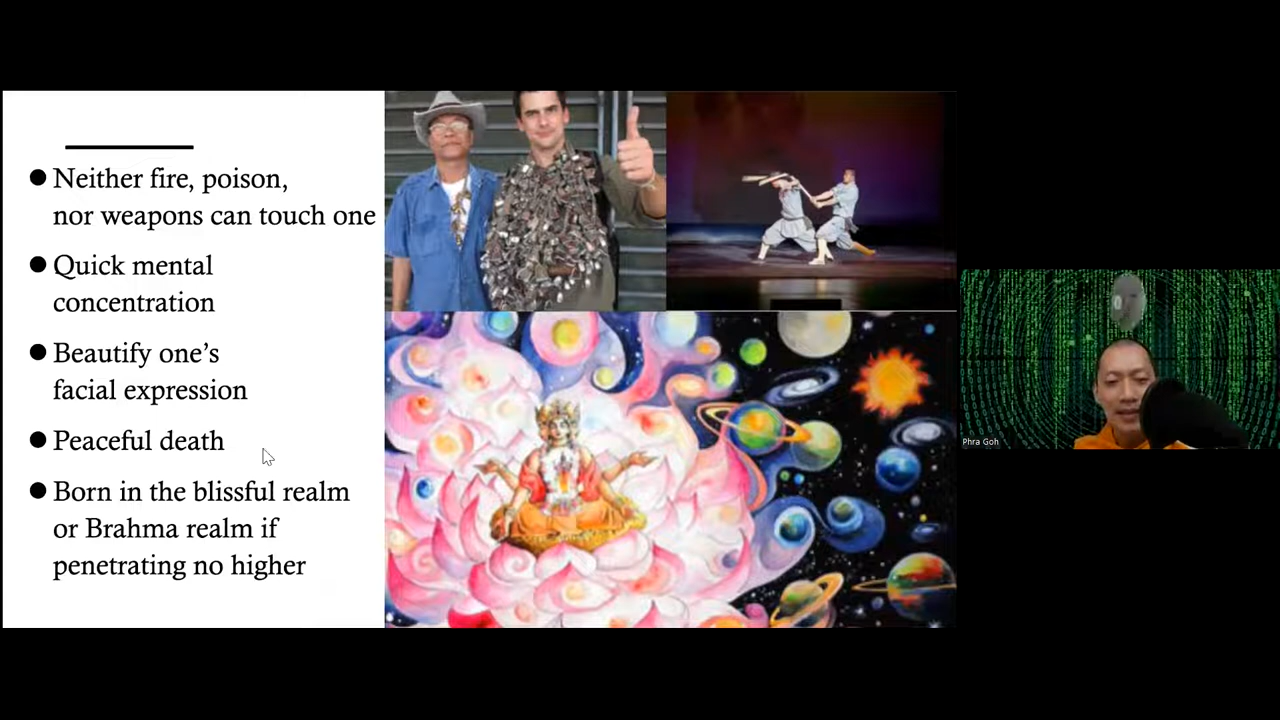 ● Neither fire, poison,
nor weapons can touch one
● Quick mental
concentration
● Beautify one’s
facial expression
● Peaceful death
● Born in the blissful realm
or Brahma realm if
penetrating no higher
Phra Goh